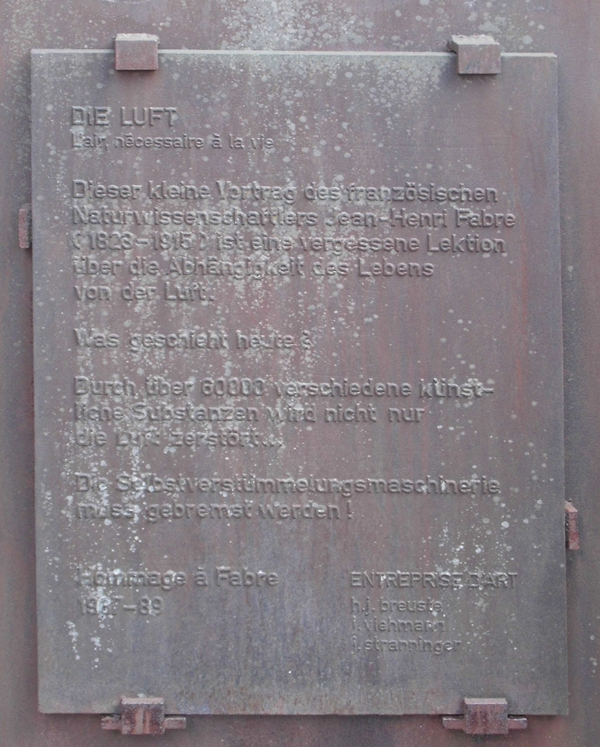 DIE LUFT
L'air, nécessaire à la vie
Dieser kleine Vortrag des französischen
Naturwissenschaftlers Jean-Henri Fabre
(1823-1915) ist eine vergessene Lektion
über die Abhängigkeit des Lebens
von der Luft.
Was geschieht heute?
Durch über 60000 verschiedene künst-
liche Substanzen wird nicht nur
die Luft zerstört...
Die Selbstverstümmelungsmaschinerie
muss gebremst werden!
Hommage à Fabre
1987-89
ENTREPRISE D'ART
h.j. breuste
i. viehmann
j. stranninger